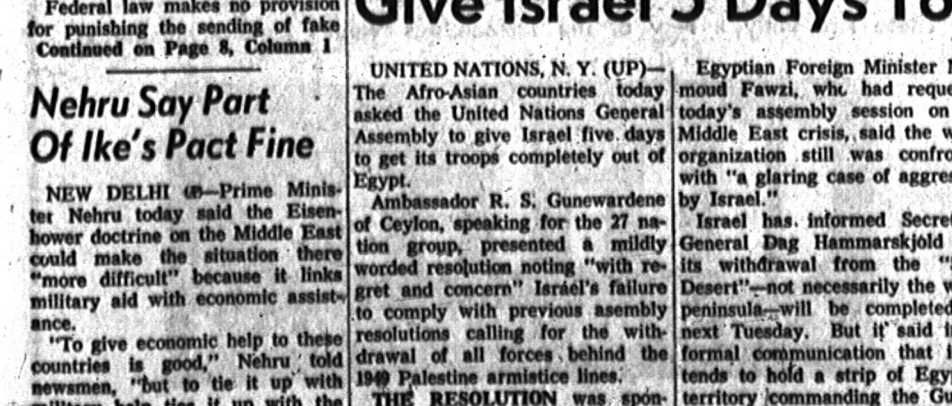 Federal law makes no provision
for punishing the sending of fake
Continued on Page 8, Column 1
Nehru Say Part
Of Ike's Pact Fine
NEW DELHI (AP)—Prime Minis-
ter Nehru today said the Eisen-
hower doctrine on the Middle East
could make the situation there
"more difficult" because it links
military aid with economic assist-
ance.
"To give economic help to these
countries is good," Nehru told
newsmen, "but to tie it up with
Give Israel 5 Days To
UNITED NATIONS, N. Y. (UP)—
The Afro-Asian countries today
asked the United Nations General
Assembly to give Israel five days
to get its troops completely out of
Egypt.
Ambassador R. S. Gunewardene
of Ceylon, speaking for the 27 na-
tion group, presented a mildly
worded resolution noting "with re-
gret and concern" Israel's failure
to comply with previous asembly
resolutions calling for the with-
drawal of all forces behind the
1949 Palestine armistice lines.
THE RESOLUTION was spon-
Egyptian Foreign Minister
moud Fawzi, who had reque
today's assembly session on
Middle East crisis, said the
organization still was confro
with "a glaring case of aggres
by Israel."
Israel has informed Secre
General Dag Hammarskjold
its withdrawal from the
Desert"—not necessarily the
peninsula—will be completed
next Tuesday. But it said
formal communication that
tends to hold a strip of Egy
territory commanding the G